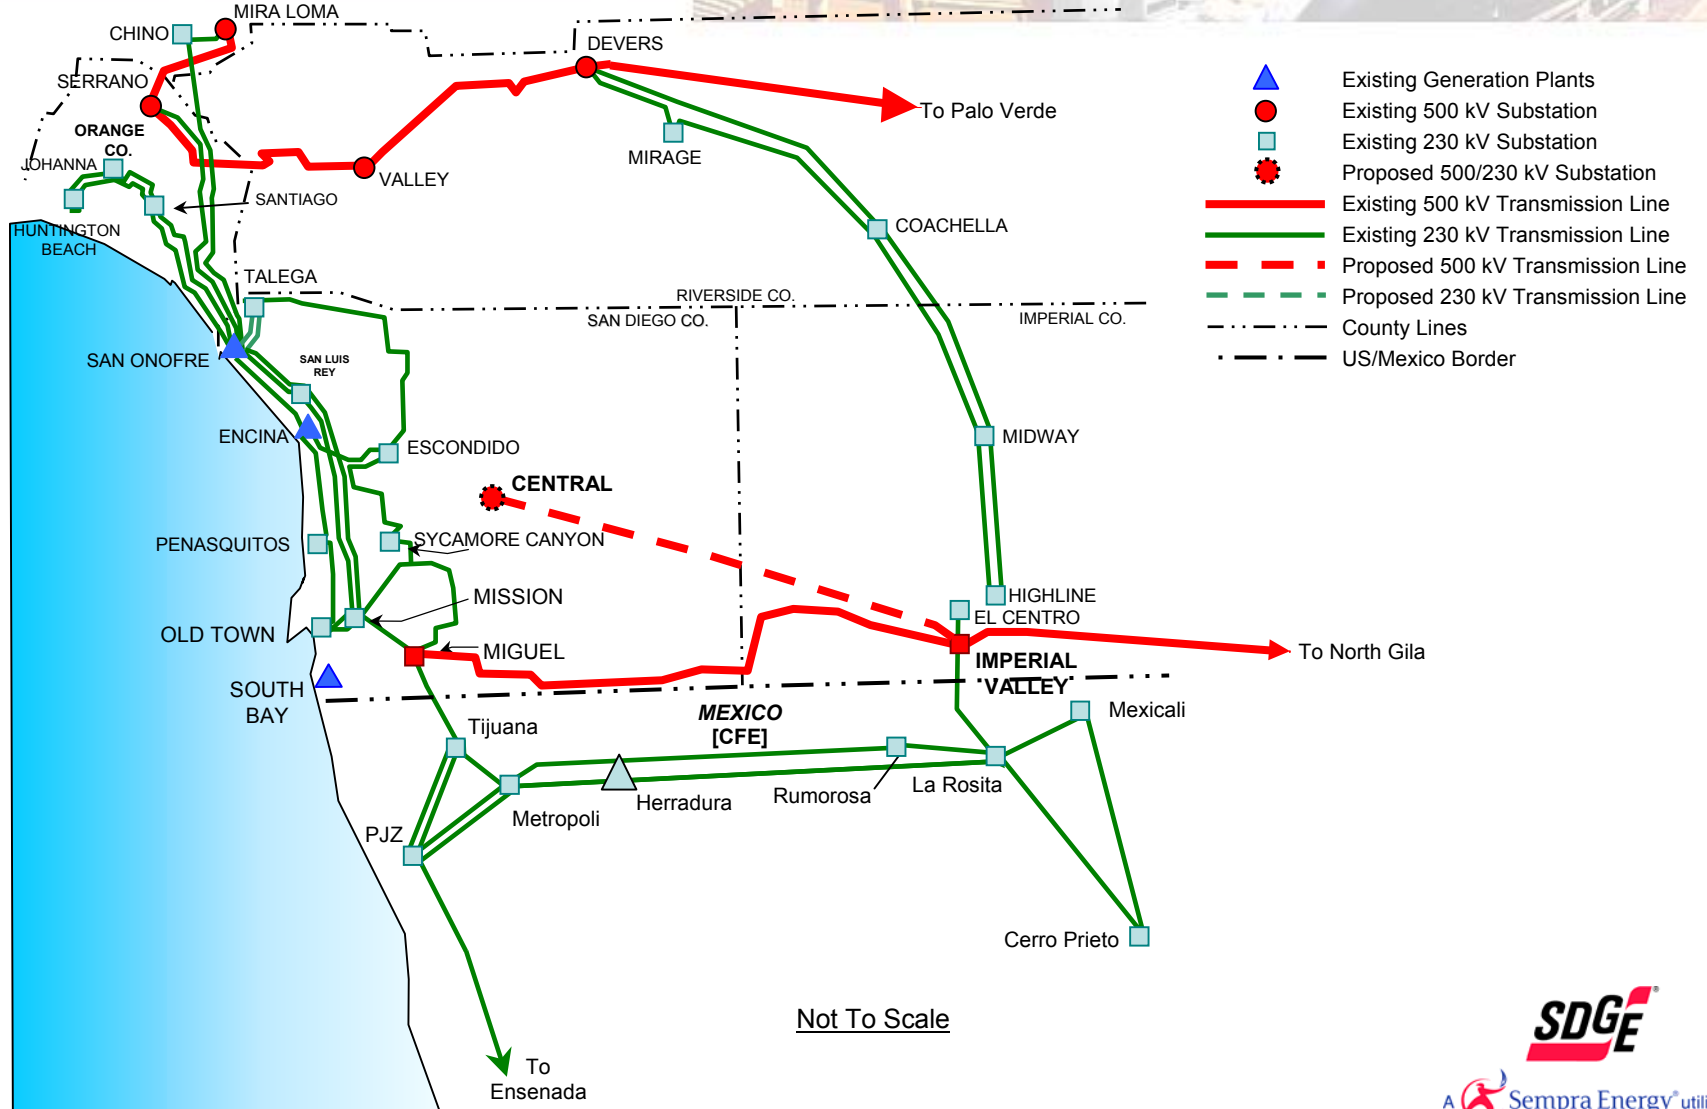 MIRA LOMA
CHINO
DEVERS
SERRANO
Existing Generation Plants
Existing 500 kV Substation
To Palo Verde
ORANGE
CO.
Existing 230 kV Substation
MIRAGE
JOHANNA
Proposed 500/230 kV Substation
VALLEY
SANTIAGO
Existing 500 kV Transmission Line
HUNTINGTON
BEACH
COACHELLA
Existing 230 kV Transmission Line
Proposed 500 kV Transmission Line
TALEGA
RIVERSIDE CO.
Proposed 230 kV Transmission Line
SAN DIEGO CO.
IMPERIAL CO.
County Lines
SAN ONOFRE
SAN LUIS
REY
US/Mexico Border
ENCINA
ESCONDIDO
MIDWAY
CENTRAL
PENASQUITOS
SYCAMORE CANYON
MISSION
HIGHLINE
EL CENTRO
OLD TOWN
MIGUEL
To North Gila
IMPERIAL
VALLEY
SOUTH
BAY
MEXICO
[CFE]
Mexicali
Tijuana
La Rosita
Rumorosa
Herradura
Metropoli
PJZ
Cerro Prieto
Not To Scale
To
Ensenada
SDGE®
A Sempra Energy® utili